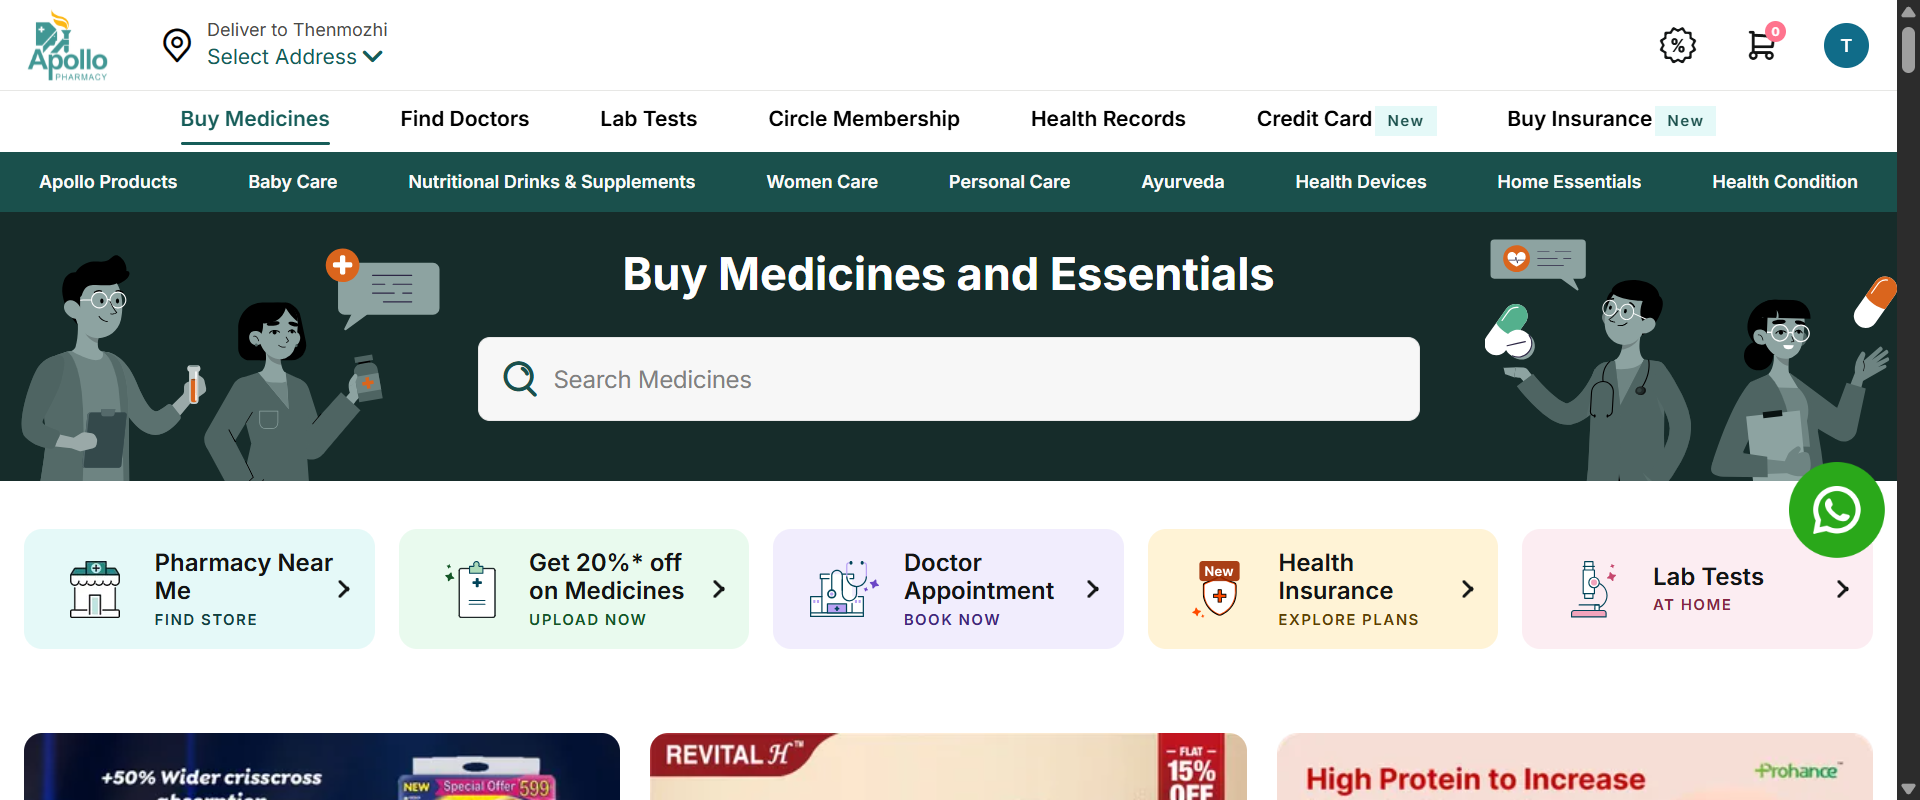 Apollo
PHARMACY
Deliver to Thenmozhi
Select Address
%
0
T
Buy Medicines
Find Doctors
Lab Tests
Circle Membership
Health Records
Credit Card New
Buy Insurance New
Apollo Products
Baby Care
Nutritional Drinks & Supplements
Women Care
Personal Care
Ayurveda
Health Devices
Home Essentials
Health Condition
Buy Medicines and Essentials
Search Medicines
Pharmacy Near
Me
FIND STORE
Get 20%* off
on Medicines
UPLOAD NOW
Doctor
Appointment
BOOK NOW
New
Health
Insurance
EXPLORE PLANS
Lab Tests
AT HOME
+50% Wider crisscross
absorption
NEW
Special Offer 599
REVITAL H™
FLAT
15%
OFF
High Protein to Increase
Prohance™